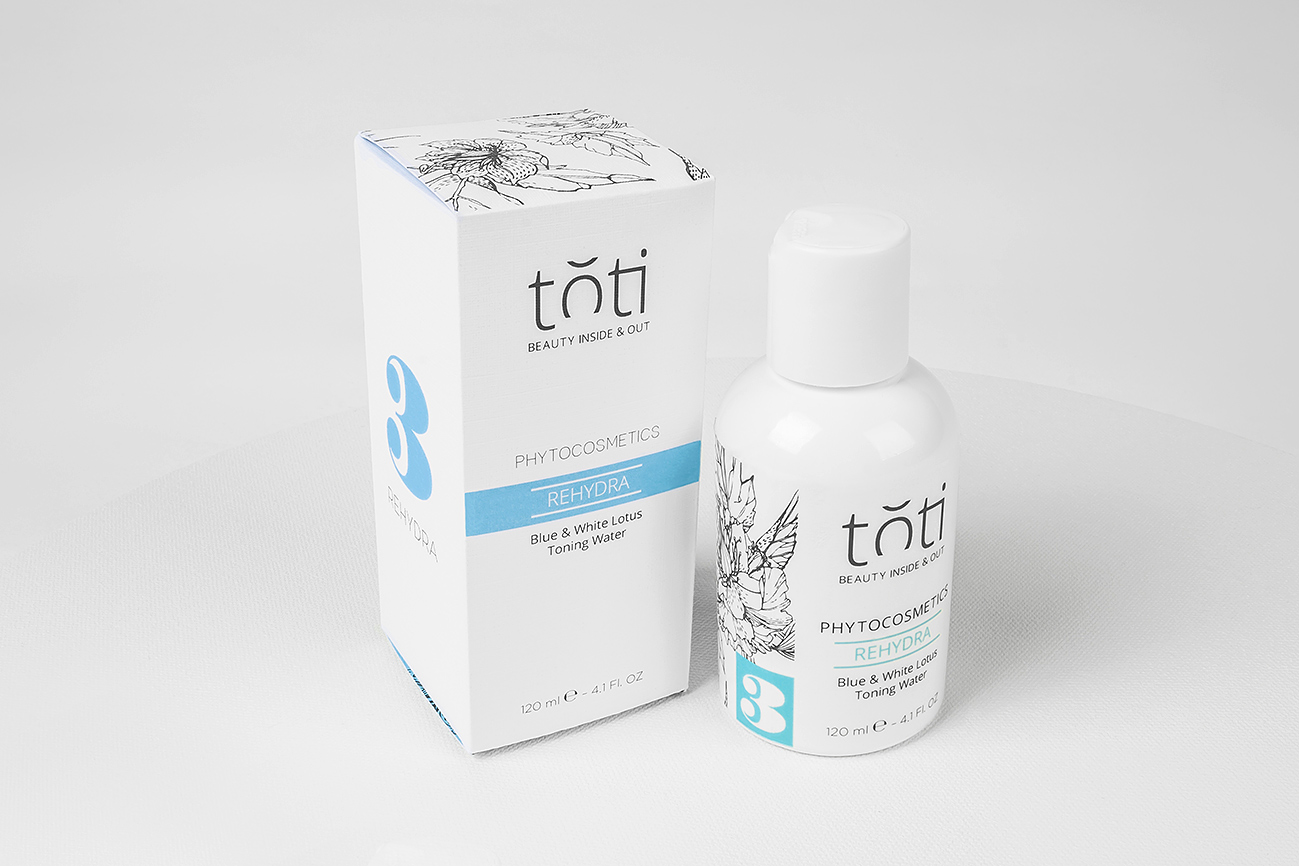 tŏti
BEAUTY INSIDE & OUT
PHYTOCOSMETICS
REHYDRA
Blue & White Lotus
Toning Water
120 ml ℮ - 4.1 Fl. OZ
3
REHYDRA
tŏti
BEAUTY INSIDE & OUT
PHYTOCOSMETICS
REHYDRA
Blue & White Lotus
Toning Water
120 ml ℮ - 4.1 Fl. OZ
3